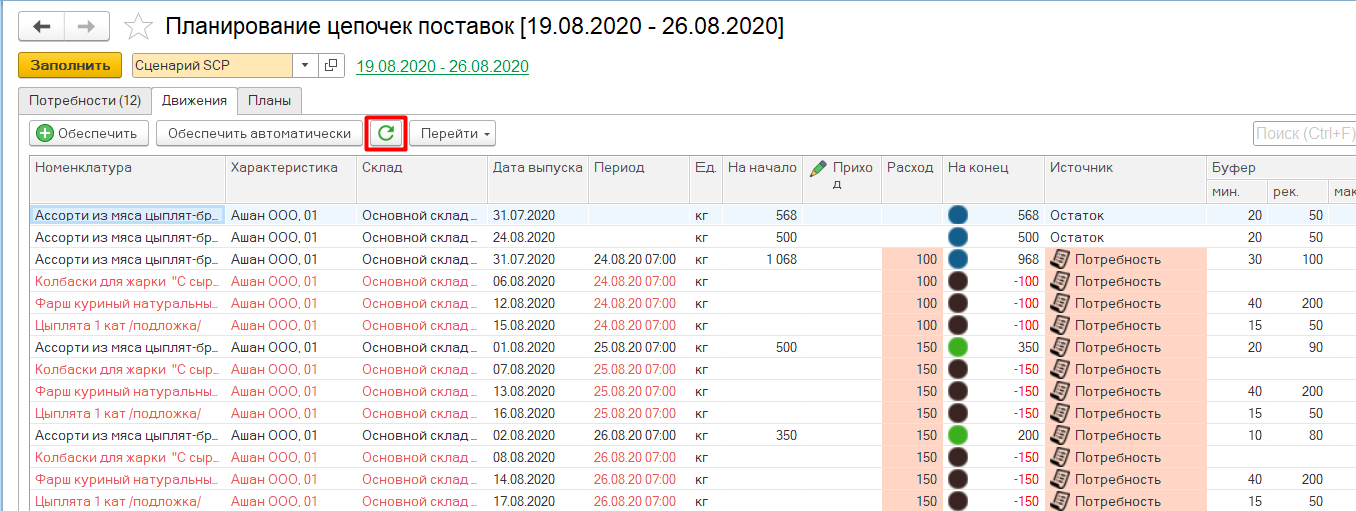 Планирование цепочек поставок [19.08.2020 - 26.08.2020]
Заполнить Сценарий SCP 19.08.2020 - 26.08.2020
Потребности (12) Движения Планы
Обеспечить Обеспечить автоматически Перейти Поиск (Ctrl+F)
Номенклатура Характеристика Склад Дата выпуска Период Ед. На начало Приход Расход На конец Источник Буфер
мин. рек. мак
Ассорти из мяса цыплят-бр... Ашан ООО, 01 Основной склад ... 31.07.2020 кг 568 568 Остаток 20 50
Ассорти из мяса цыплят-бр... Ашан ООО, 01 Основной склад ... 24.08.2020 кг 500 500 Остаток 20 50
Ассорти из мяса цыплят-бр... Ашан ООО, 01 Основной склад ... 31.07.2020 24.08.20 07:00 кг 1 068 100 968 Потребность 30 100
Колбаски для жарки "С сыр... Ашан ООО, 01 Основной склад ... 06.08.2020 24.08.20 07:00 кг 100 -100 Потребность
Фарш куриный натуральны... Ашан ООО, 01 Основной склад ... 12.08.2020 24.08.20 07:00 кг 100 -100 Потребность 40 200
Цыплята 1 кат /подложка/ Ашан ООО, 01 Основной склад ... 15.08.2020 24.08.20 07:00 кг 100 -100 Потребность 15 50
Ассорти из мяса цыплят-бр... Ашан ООО, 01 Основной склад ... 01.08.2020 25.08.20 07:00 кг 500 150 350 Потребность 20 90
Колбаски для жарки "С сыр... Ашан ООО, 01 Основной склад ... 07.08.2020 25.08.20 07:00 кг 150 -150 Потребность
Фарш куриный натуральны... Ашан ООО, 01 Основной склад ... 13.08.2020 25.08.20 07:00 кг 150 -150 Потребность 40 200
Цыплята 1 кат /подложка/ Ашан ООО, 01 Основной склад ... 16.08.2020 25.08.20 07:00 кг 150 -150 Потребность 15 50
Ассорти из мяса цыплят-бр... Ашан ООО, 01 Основной склад ... 02.08.2020 26.08.20 07:00 кг 350 150 200 Потребность 10 80
Колбаски для жарки "С сыр... Ашан ООО, 01 Основной склад ... 08.08.2020 26.08.20 07:00 кг 150 -150 Потребность
Фарш куриный натуральны... Ашан ООО, 01 Основной склад ... 14.08.2020 26.08.20 07:00 кг 150 -150 Потребность 40 200
Цыплята 1 кат /подложка/ Ашан ООО, 01 Основной склад ... 17.08.2020 26.08.20 07:00 кг 150 -150 Потребность 15 50